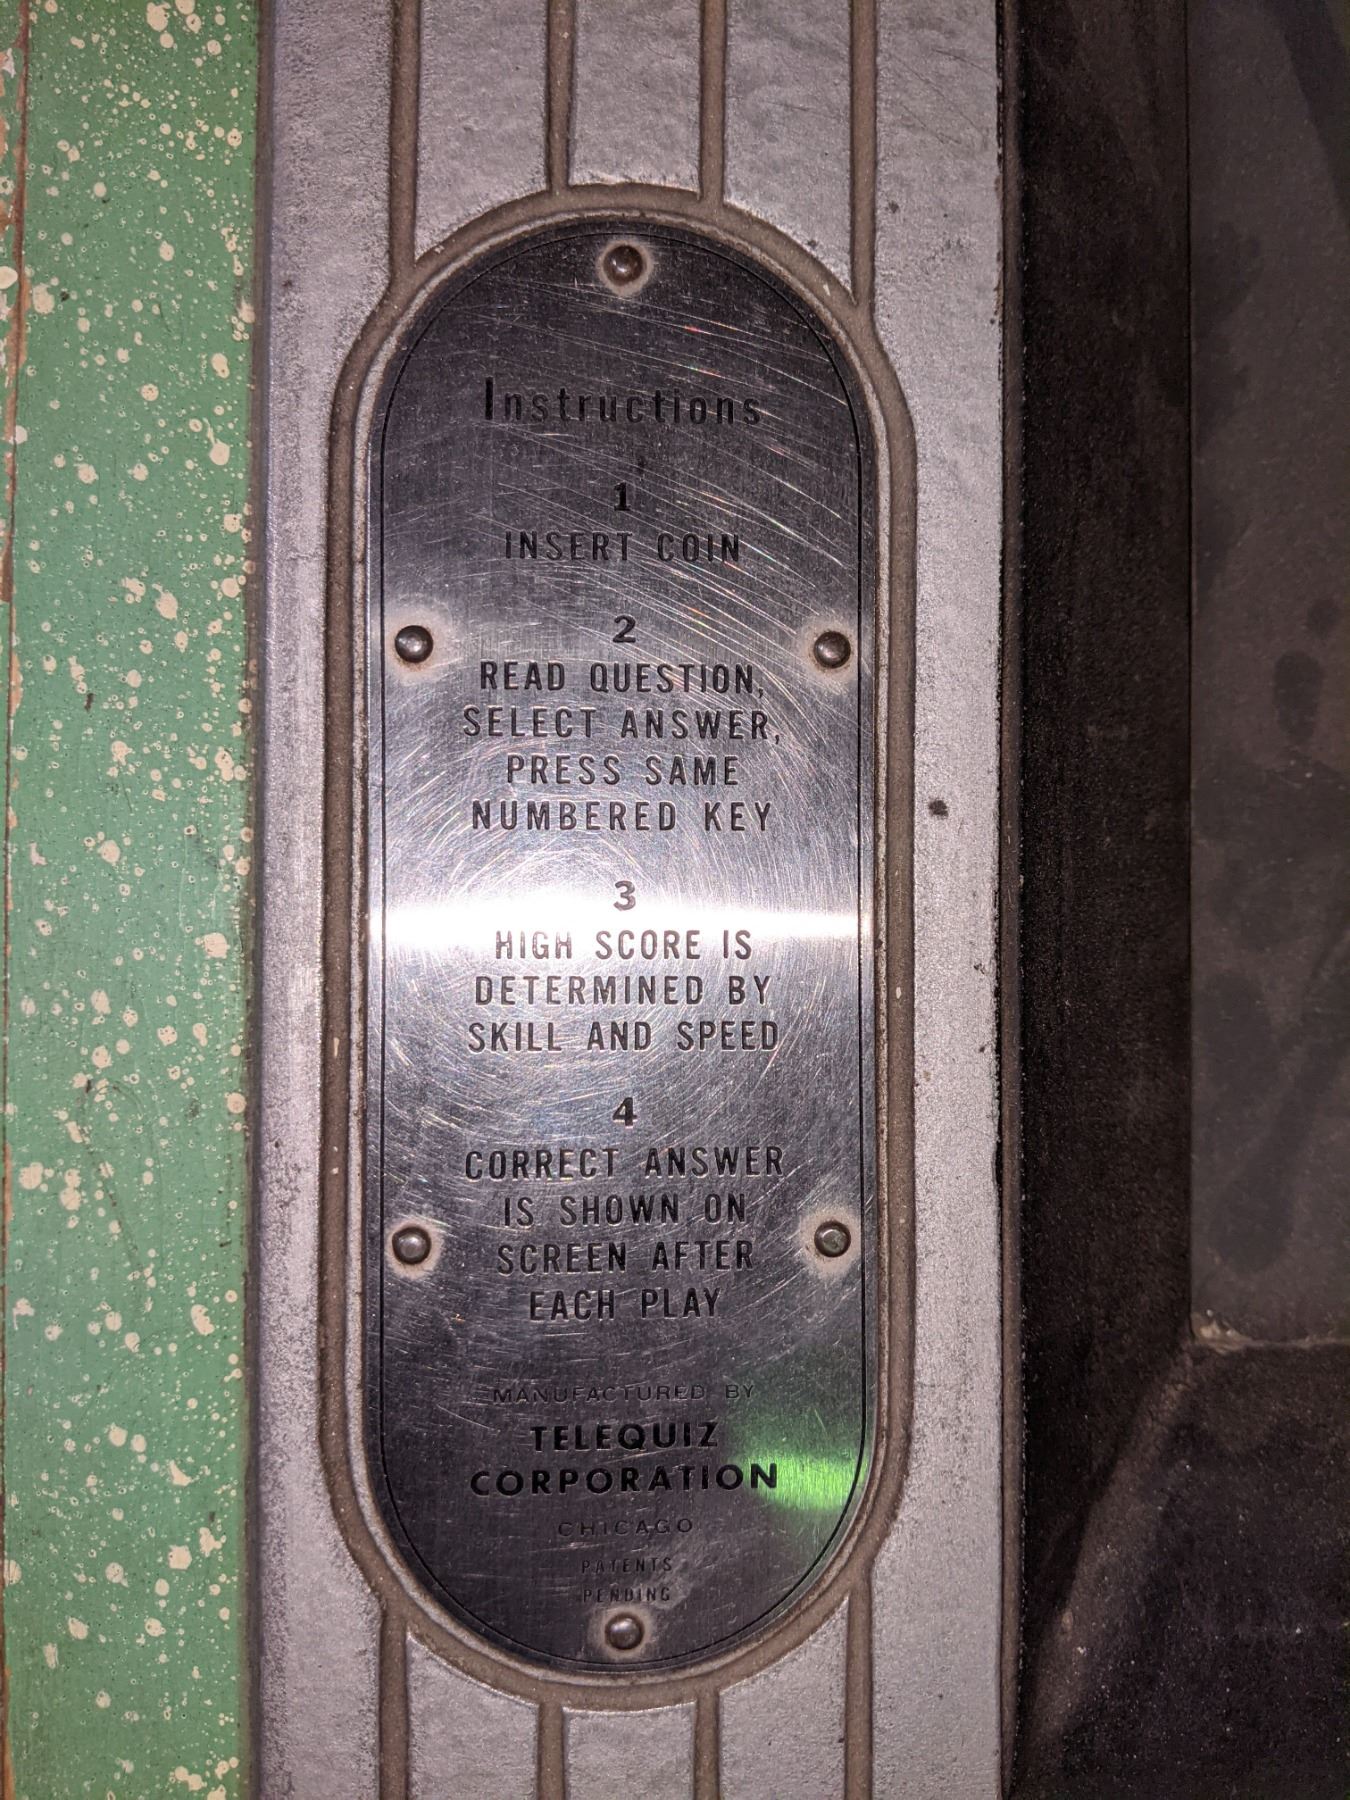 Instructions
1
INSERT COIN
2
READ QUESTION,
SELECT ANSWER,
PRESS SAME
NUMBERED KEY
3
HIGH SCORE IS
DETERMINED BY
SKILL AND SPEED
4
CORRECT ANSWER
IS SHOWN ON
SCREEN AFTER
EACH PLAY
MANUFACTURED BY
TELEQUIZ
CORPORATION
CHICAGO
PATENTS
PENDING